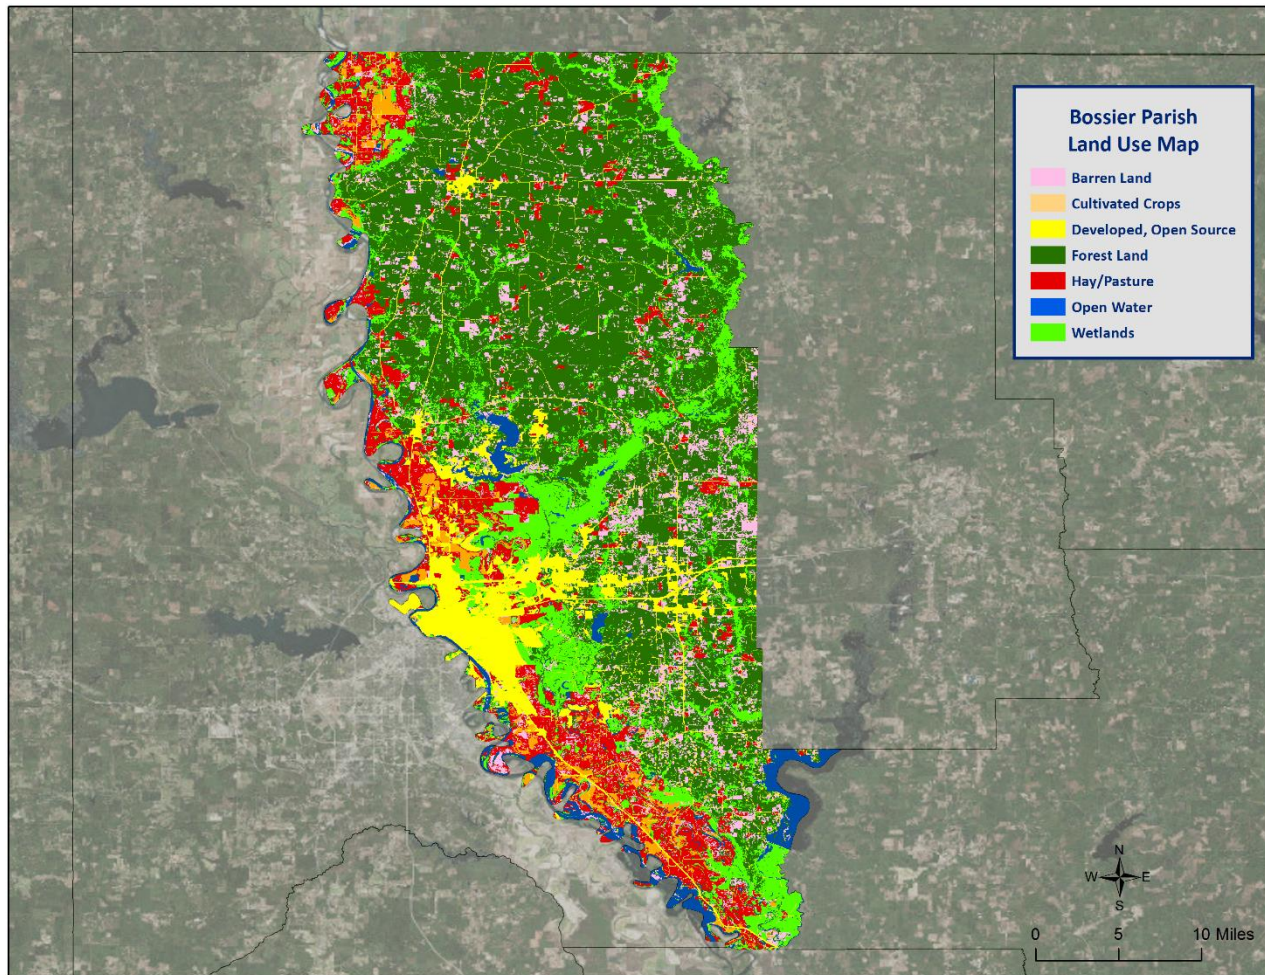 Bossier Parish
Land Use Map
Barren Land
Cultivated Crops
Developed, Open Source
Forest Land
Hay/Pasture
Open Water
Wetlands
N
W E
S
0 5 10 Miles